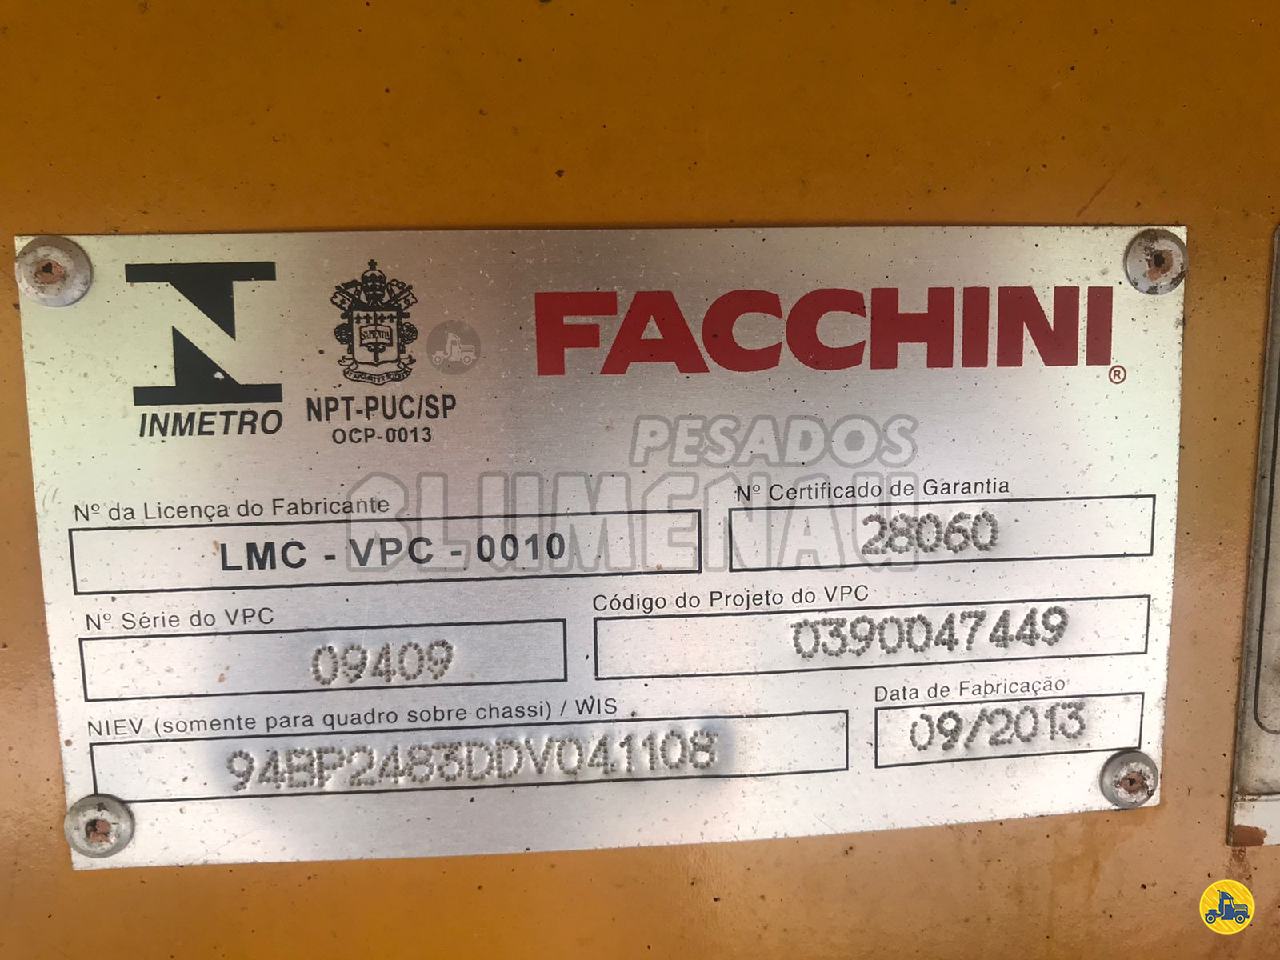 INMETRO
NPT-PUC/SP
OCP-0013
FACCHINI®
PESADOS
BLUMENAU
Nº da Licença do Fabricante
LMC - VPC - 0010
Nº Certificado de Garantia
28060
Nº Série do VPC
09409
Código do Projeto do VPC
0390047449
NIEV (somente para quadro sobre chassi) / WIS
94BP2483DDV041108
Data de Fabricação
09/2013